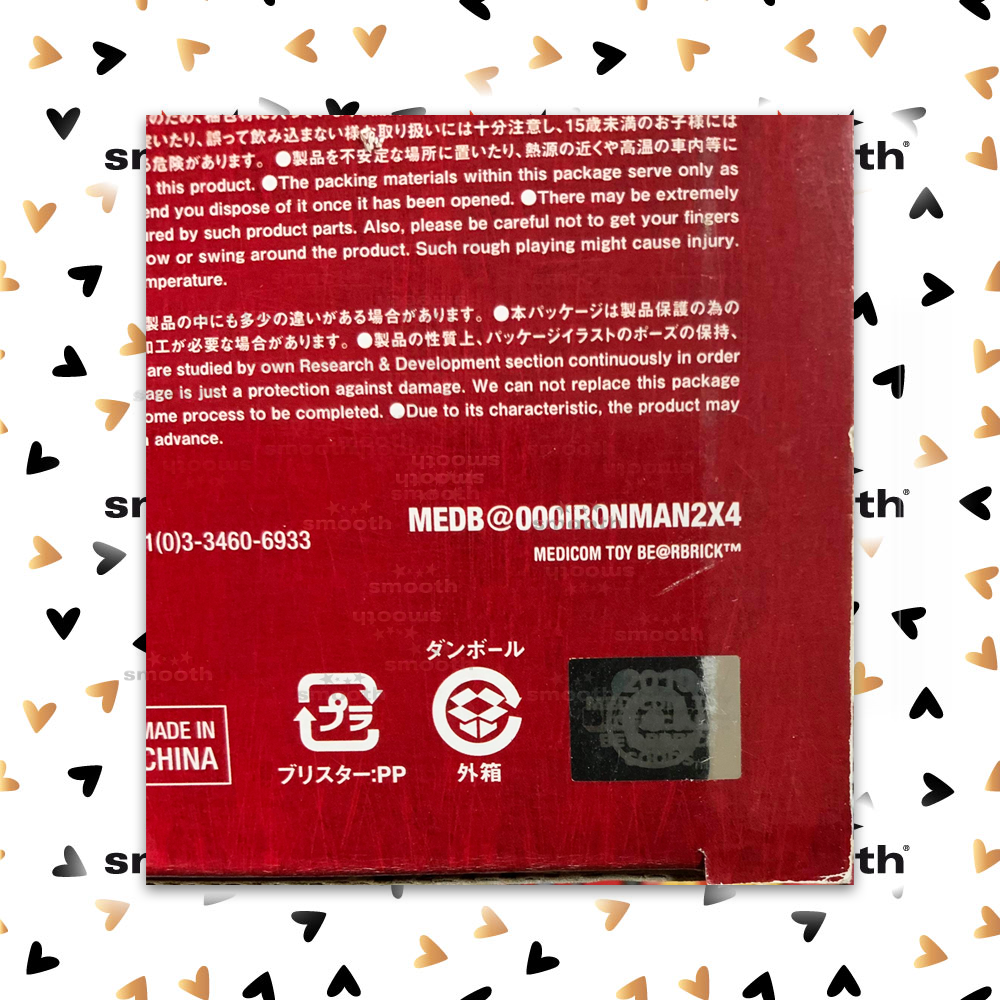 のため、梱包材に
まいたり、誤って飲み込まない様お取り扱いには十分注意し、15歳未満のお子様には
る危険があります。●製品を不安定な場所に置いたり、熱源の近くや高温の車内等に
n this product. ●The packing materials within this package serve only as
end you dispose of it once it has been opened. ●There may be extremely
ured by such product parts. Also, please be careful not to get your fingers
ow or swing around the product. Such rough playing might cause injury.
mperature.
製品の中にも多少の違いがある場合があります。●本パッケージは製品保護の為の
加工が必要な場合があります。●製品の性質上、パッケージイラストのポーズの保持、
are studied by own Research & Development section continuously in order
age is just a protection against damage. We can not replace this package
ome process to be completed. ●Due to its characteristic, the product may
n advance.
MEDB@000IRONMAN2X4
1(0)3-3460-6933
MEDICOM TOY BE@RBRICK™
ダンボール
プラ
MADE IN
CHINA
ブリスター:PP
外箱
smooth